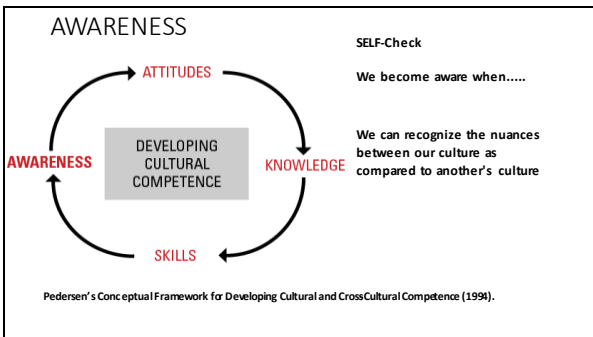 AWARENESS
SELF-Check
We become aware when.....
We can recognize the nuances
between our culture as
compared to another's culture
ATTITUDES
AWARENESS
DEVELOPING
CULTURAL
COMPETENCE
KNOWLEDGE
SKILLS
Pedersen's Conceptual Framework for Developing Cultural and CrossCultural Competence (1994).